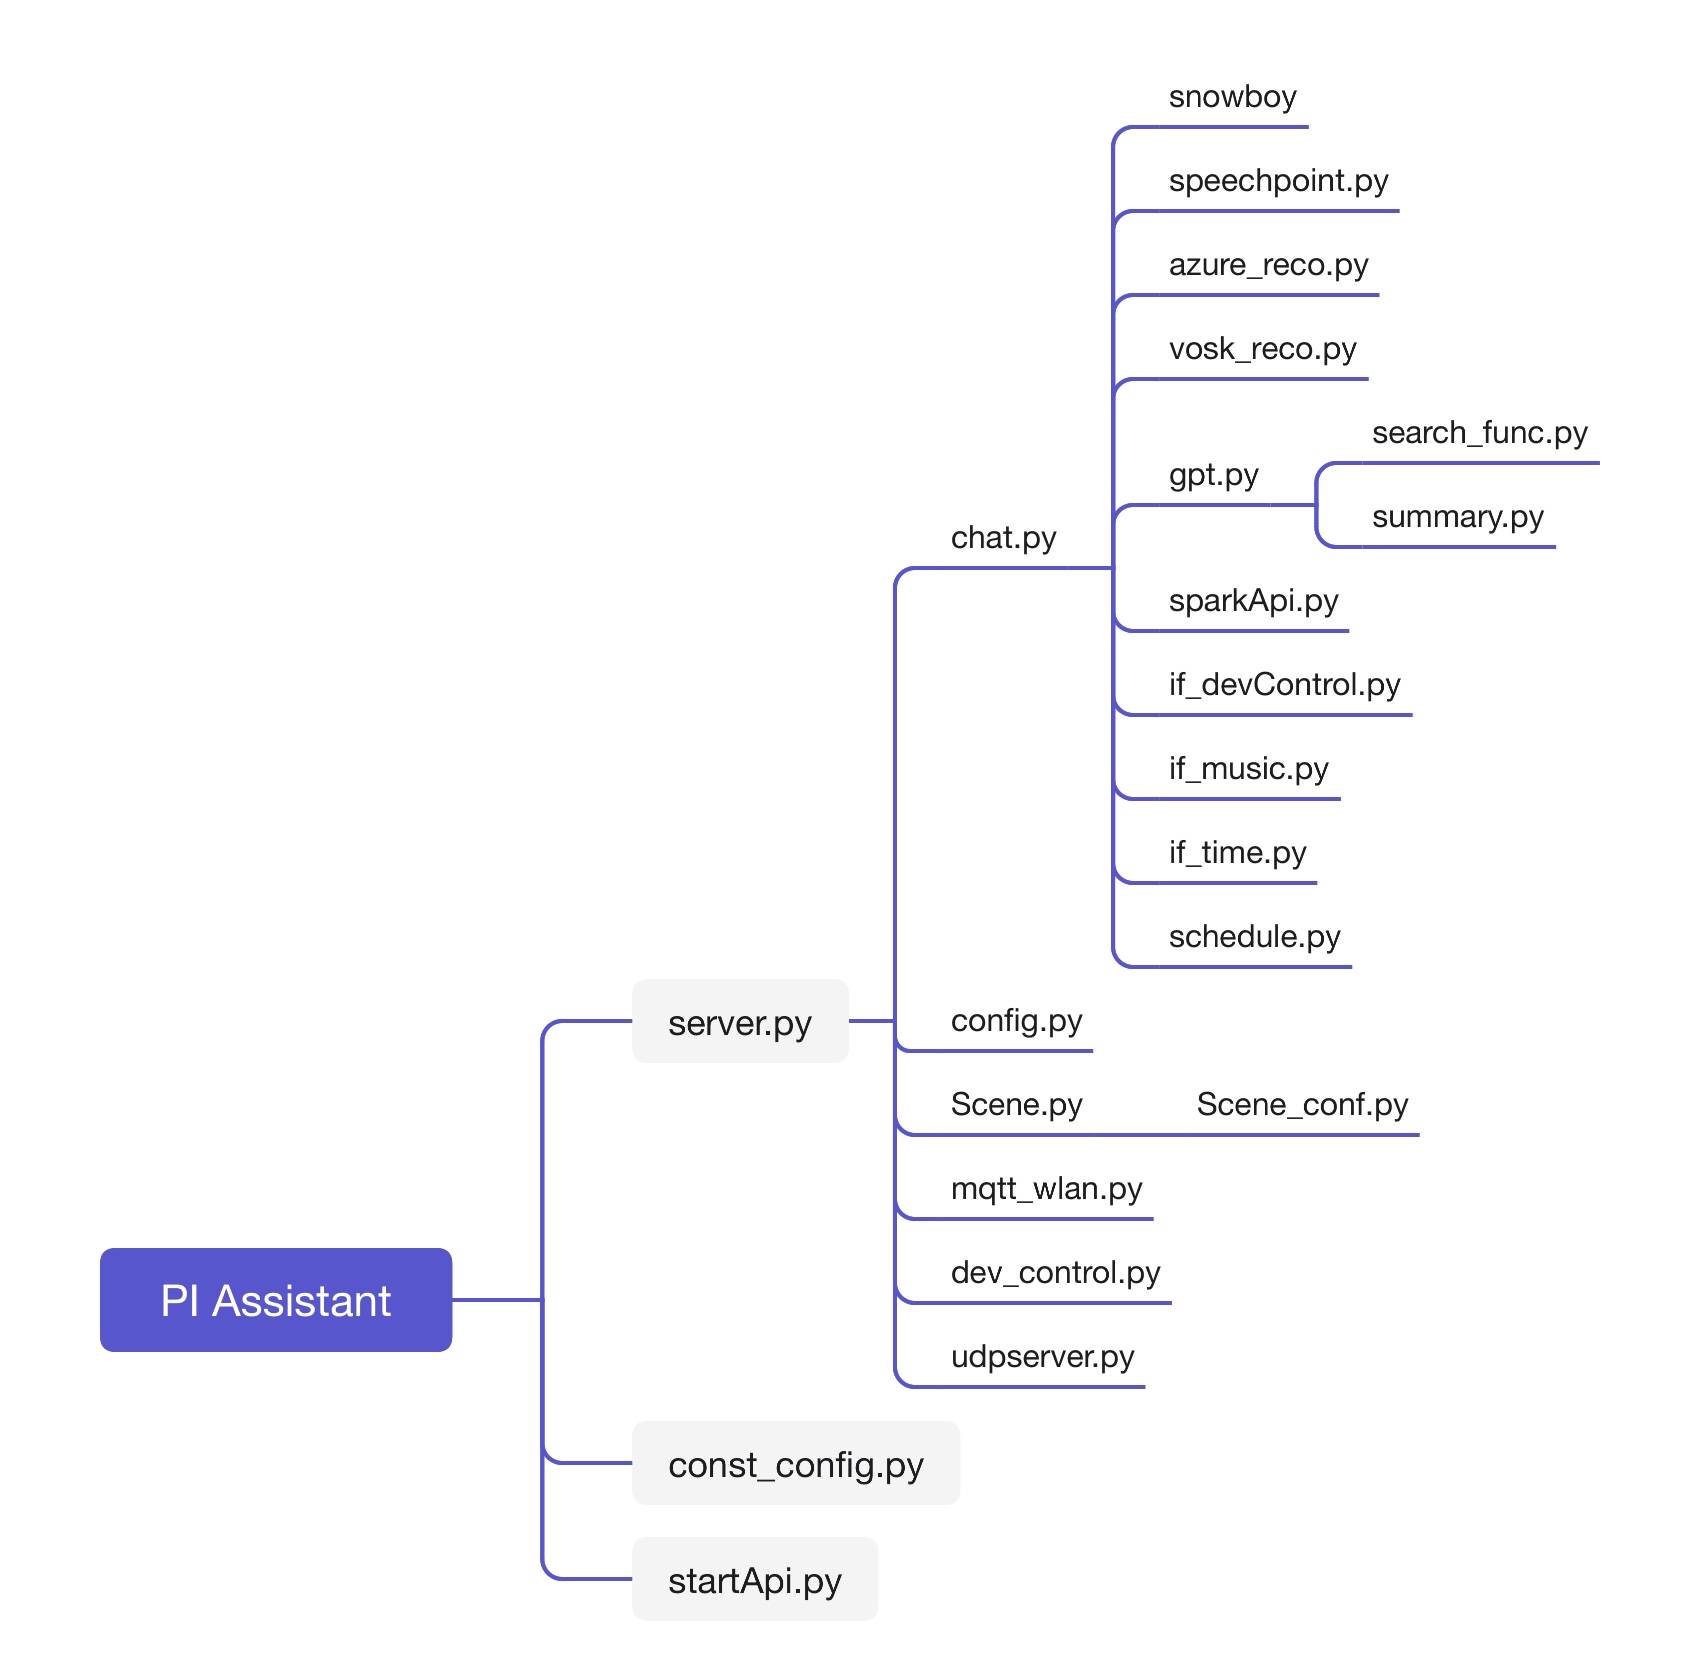 snowboy
speechpoint.py
azure_reco.py
vosk_reco.py
search_func.py
gpt.py
summary.py
chat.py
sparkApi.py
if_devControl.py
if_music.py
if_time.py
schedule.py
server.py
config.py
Scene.py Scene_conf.py
mqtt_wlan.py
dev_control.py
PI Assistant
udpserver.py
const_config.py
startApi.py